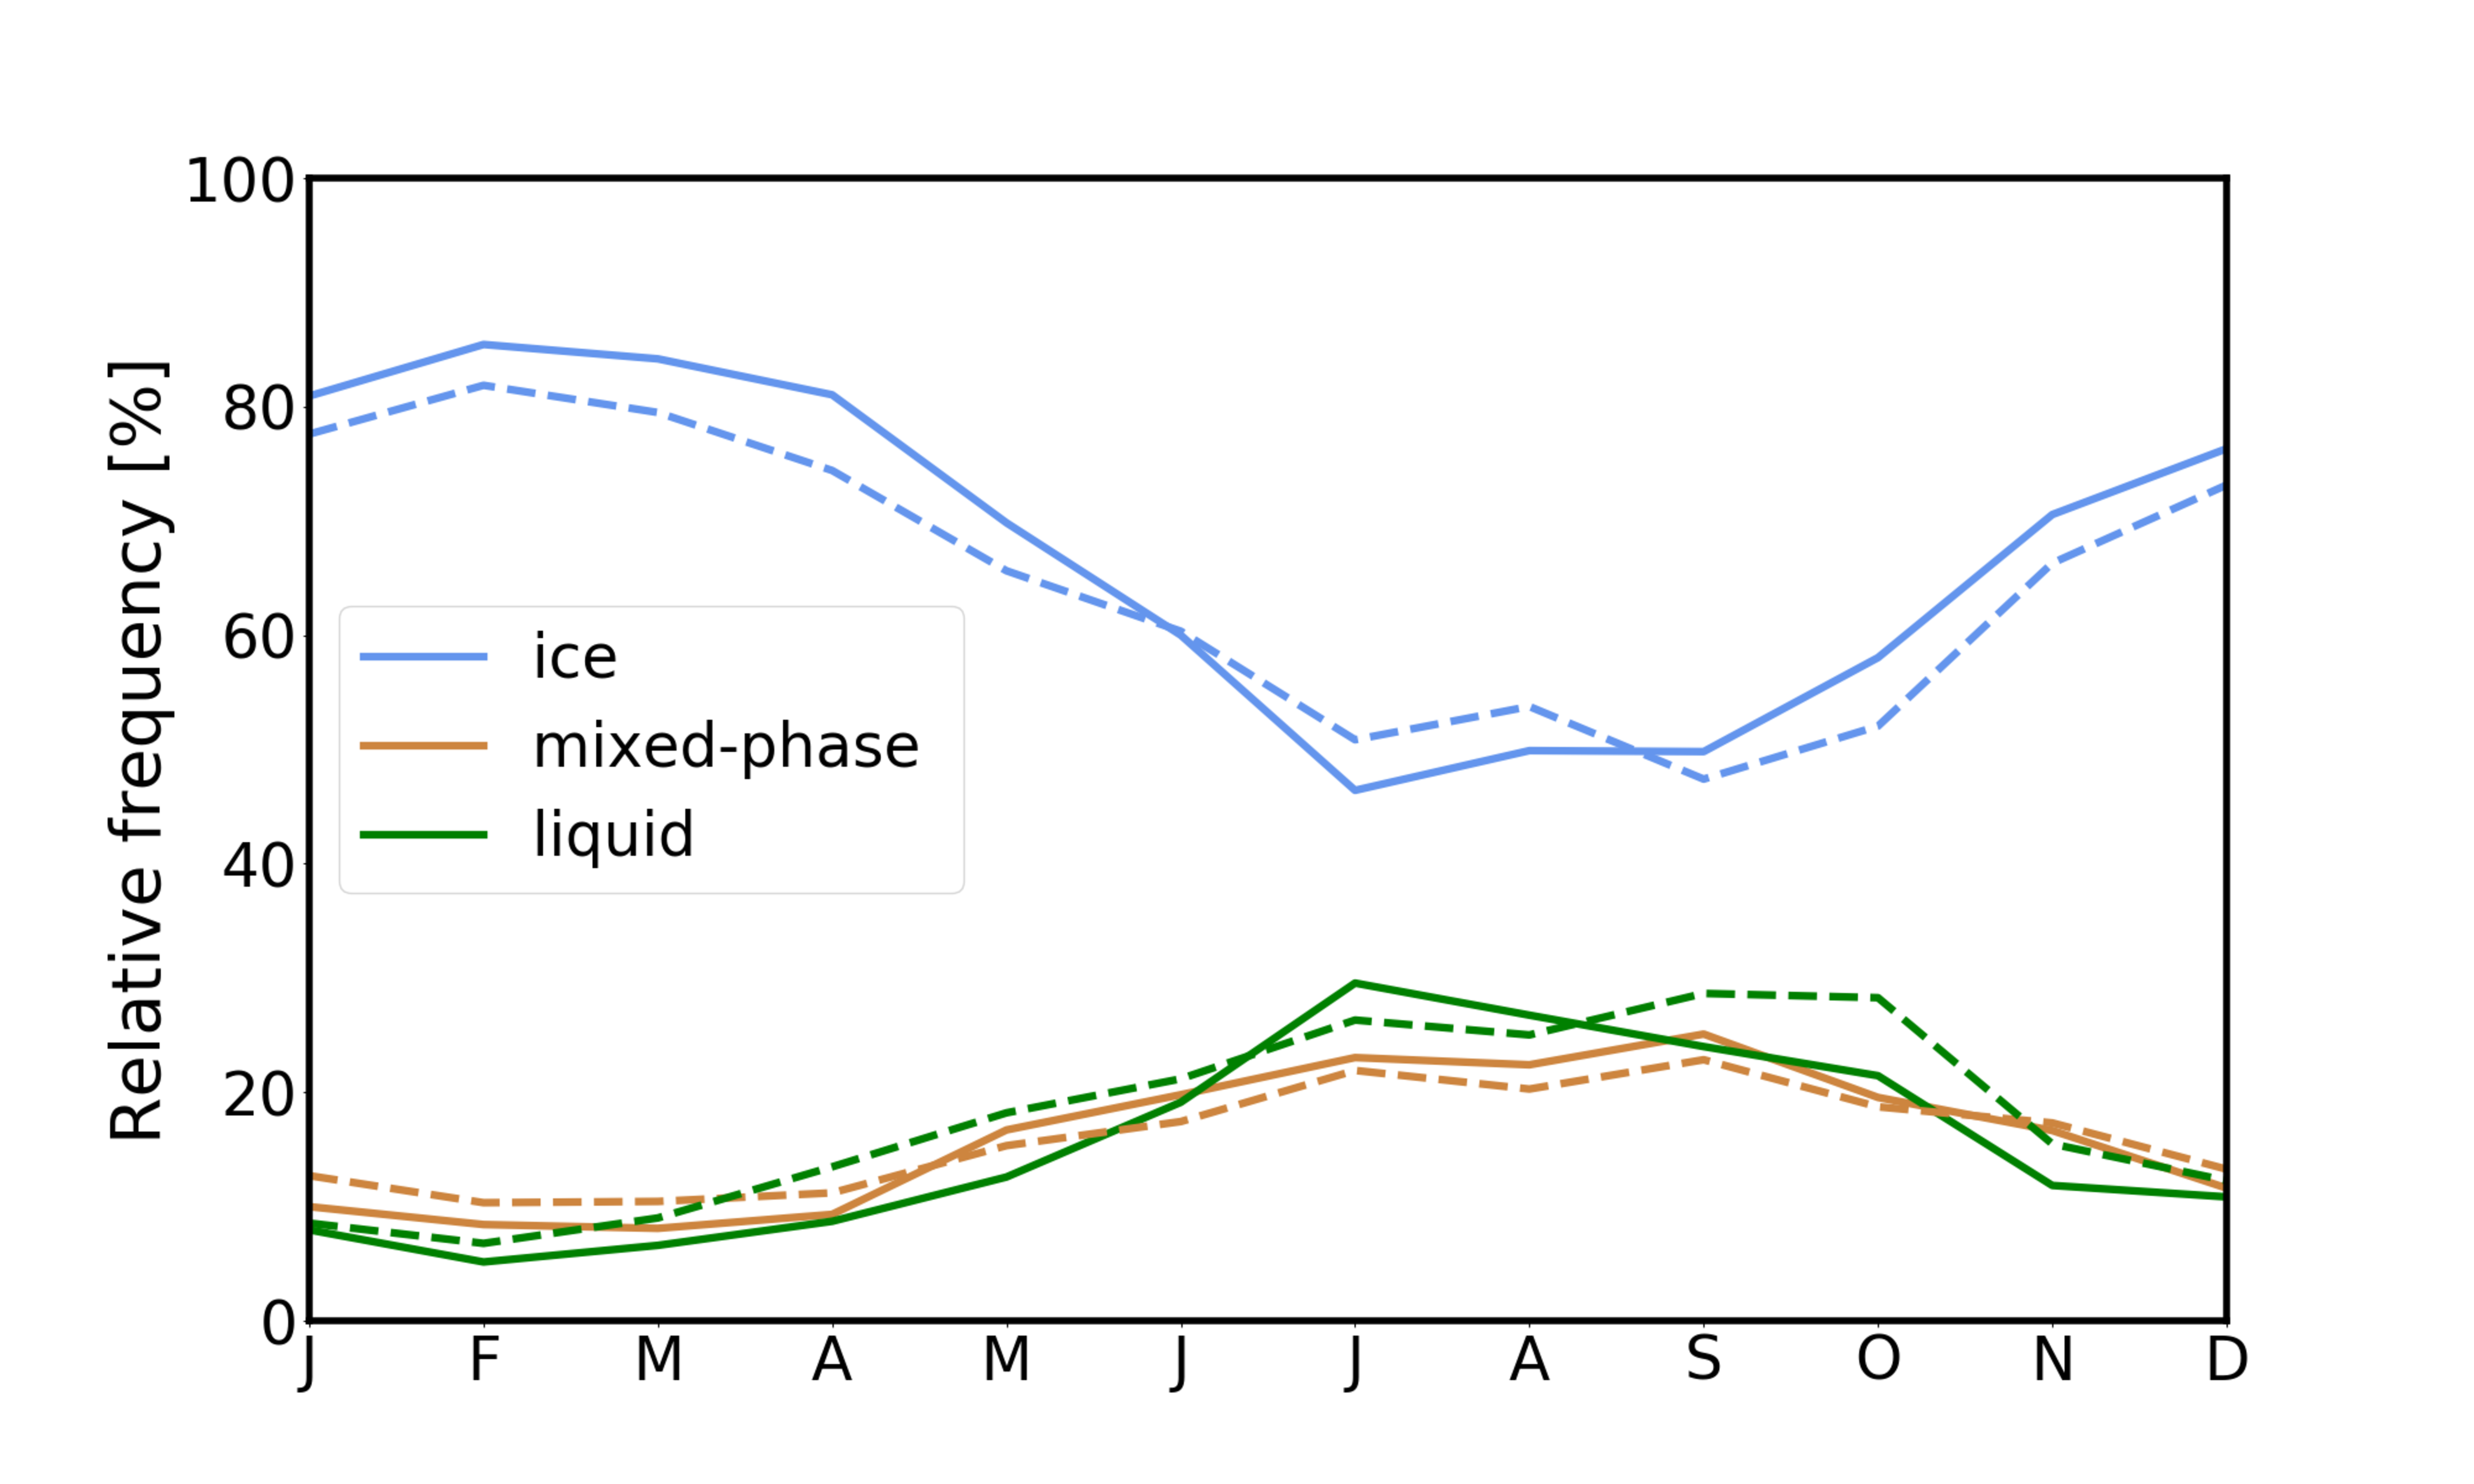 100
80
60
40
20
0
Relative frequency [%]
ice
mixed-phase
liquid
J F M A M J J A S O N D